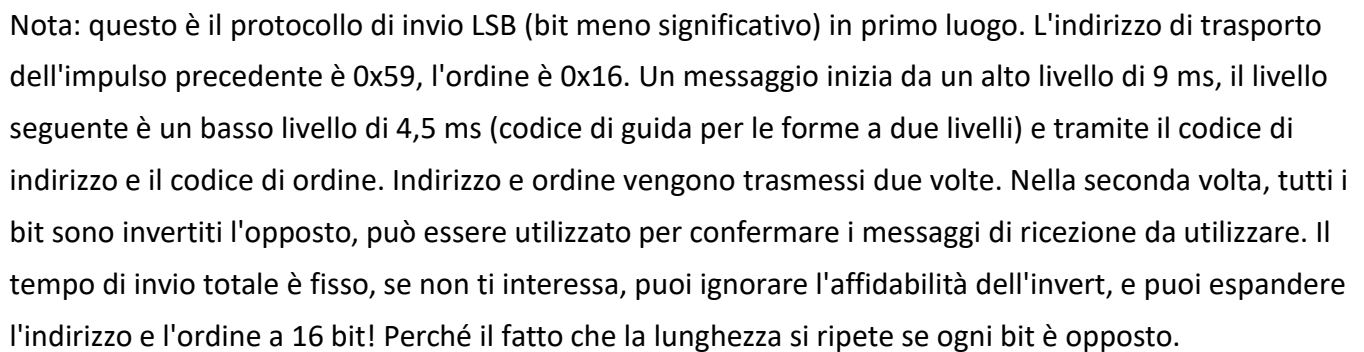 Nota: questo è il protocollo di invio LSB (bit meno significativo) in primo luogo. L'indirizzo di trasporto
dell'impulso precedente è 0x59, l'ordine è 0x16. Un messaggio inizia da un alto livello di 9 ms, il livello
seguente è un basso livello di 4,5 ms (codice di guida per le forme a due livelli) e tramite il codice di
indirizzo e il codice di ordine. Indirizzo e ordine vengono trasmessi due volte. Nella seconda volta, tutti i
bit sono invertiti l'opposto, può essere utilizzato per confermare i messaggi di ricezione da utilizzare. Il
tempo di invio totale è fisso, se non ti interessa, puoi ignorare l'affidabilità dell'invert, e puoi espandere
l'indirizzo e l'ordine a 16 bit! Perché il fatto che la lunghezza si ripete se ogni bit è opposto.